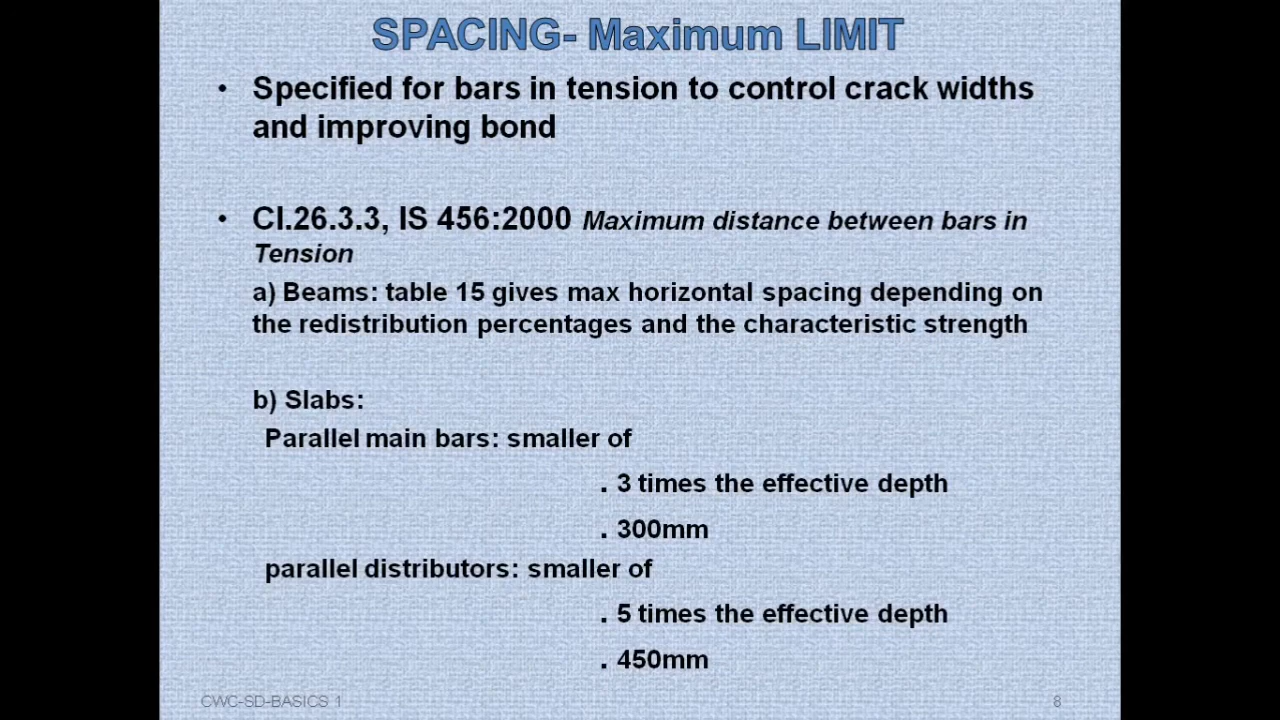 SPACING- Maximum LIMIT
• Specified for bars in tension to control crack widths
and improving bond
• Cl.26.3.3, IS 456:2000 Maximum distance between bars in
Tension
a) Beams: table 15 gives max horizontal spacing depending on
the redistribution percentages and the characteristic strength
b) Slabs:
Parallel main bars: smaller of
. 3 times the effective depth
. 300mm
parallel distributors: smaller of
. 5 times the effective depth
. 450mm
CWC-SD-BASICS 1 8